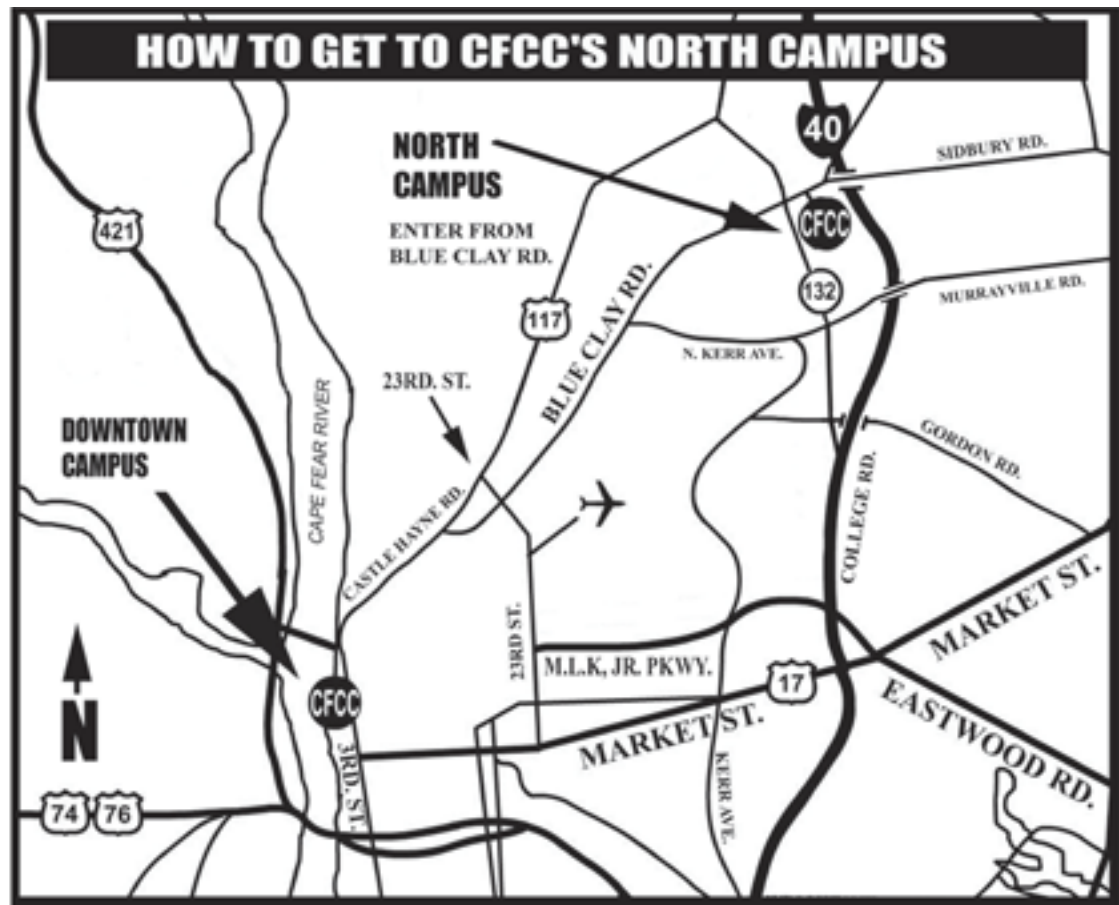 HOW TO GET TO CFCC'S NORTH CAMPUS
40
NORTH
CAMPUS
ENTER FROM
BLUE CLAY RD.
SIDBURY RD.
CFCC
421
132
MURRAYVILLE RD.
117
BLUE CLAY RD.
N. KERR AVE.
23RD. ST.
CAPE FEAR RIVER
DOWNTOWN
CAMPUS
GORDON RD.
COLLEGE RD.
CASTLE HAYNE RD.
MARKET ST.
23RD ST.
M.L.K, JR. PKWY.
17
N
CFCC
MARKET ST.
EASTWOOD RD.
3RD. ST.
KERR AVE.
74
76